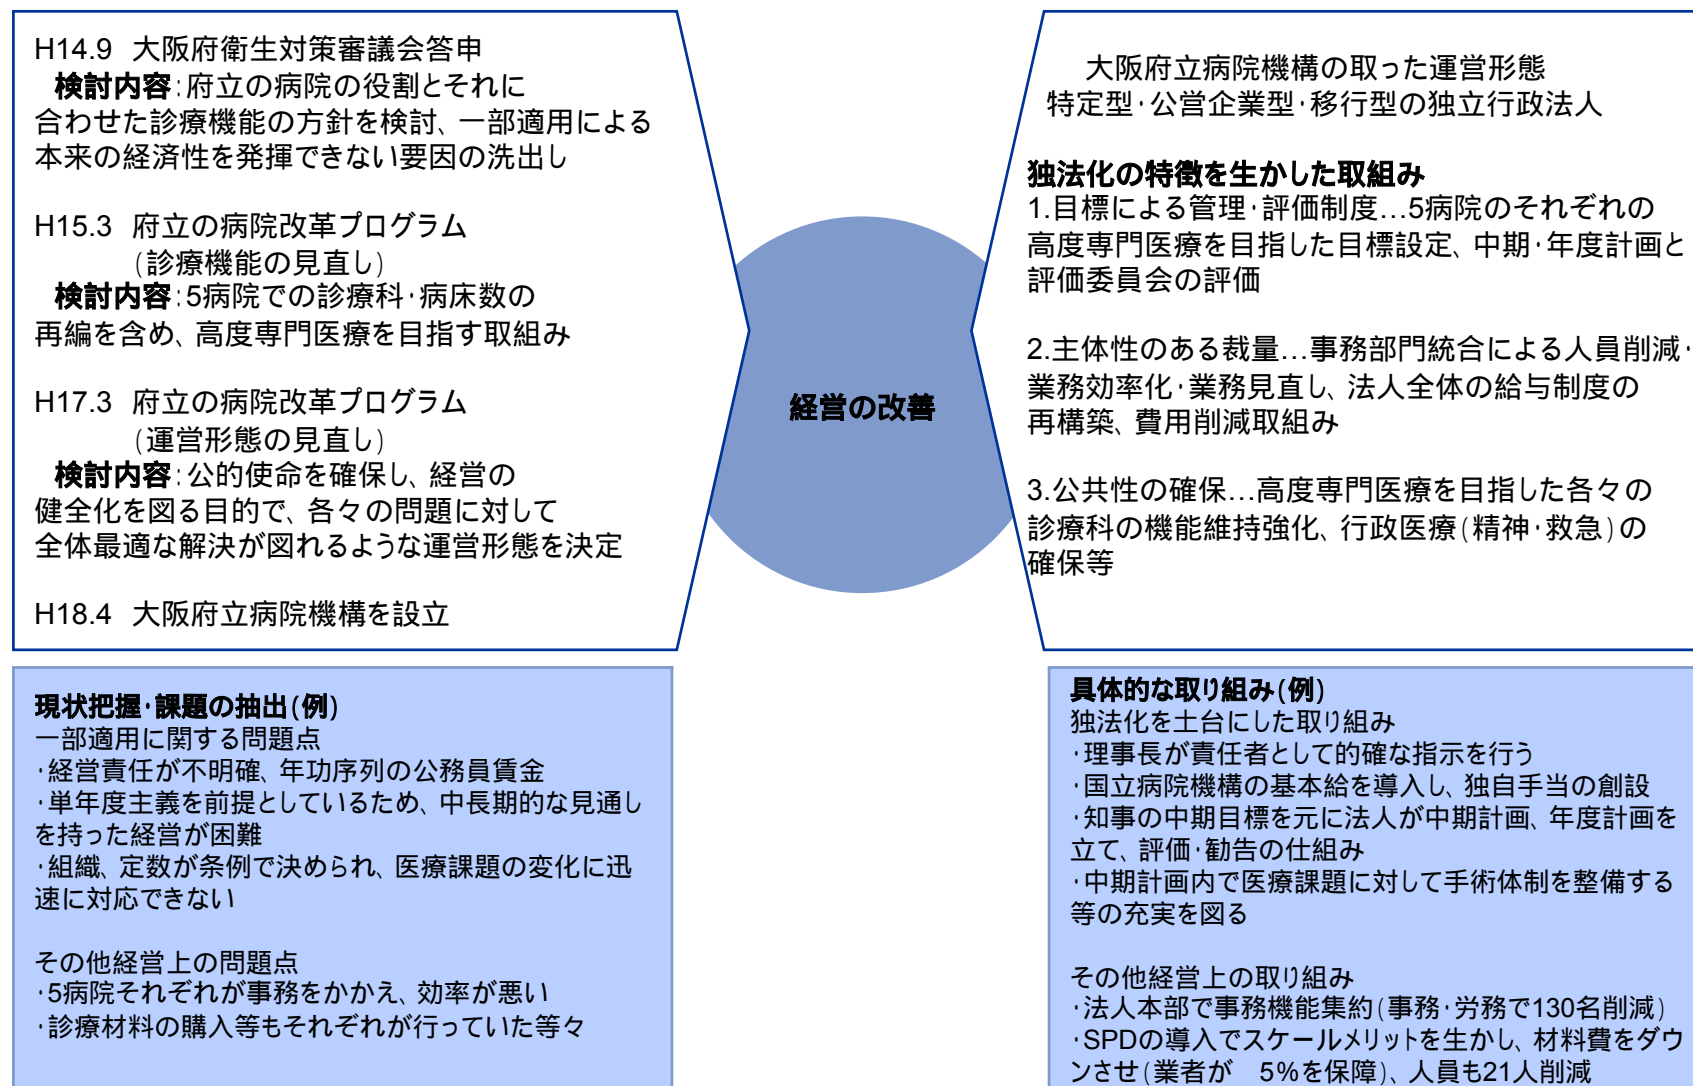 H14.9 大阪府衛生対策審議会答申
検討内容:府立の病院の役割とそれに
合わせた診療機能の方針を検討、一部適用による
本来の経済性を発揮できない要因の洗出し
H15.3 府立の病院改革プログラム
(診療機能の見直し)
検討内容:5病院での診療科・病床数の
再編を含め、高度専門医療を目指す取組み
H17.3 府立の病院改革プログラム
(運営形態の見直し)
検討内容:公的使命を確保し、経営の
健全化を図る目的で、各々の問題に対して
全体最適な解決が図れるような運営形態を決定
H18.4 大阪府立病院機構を設立
経営の改善
大阪府立病院機構の取った運営形態
特定型・公営企業型・移行型の独立行政法人
独法化の特徴を生かした取組み
1.目標による管理・評価制度…5病院のそれぞれの
高度専門医療を目指した目標設定、中期・年度計画と
評価委員会の評価
2.主体性のある裁量…事務部門統合による人員削減・
業務効率化・業務見直し、法人全体の給与制度の
再構築、費用削減取組み
3.公共性の確保…高度専門医療を目指した各々の
診療科の機能維持強化、行政医療(精神・救急)の
確保等
現状把握・課題の抽出(例)
一部適用に関する問題点
・経営責任が不明確、年功序列の公務員賃金
・単年度主義を前提としているため、中長期的な見通し
を持った経営が困難
・組織、定数が条例で決められ、医療課題の変化に迅
速に対応できない
その他経営上の問題点
・5病院それぞれが事務をかかえ、効率が悪い
・診療材料の購入等もそれぞれが行っていた等々
具体的な取り組み(例)
独法化を土台にした取り組み
・理事長が責任者として的確な指示を行う
・国立病院機構の基本給を導入し、独自手当の創設
・知事の中期目標を元に法人が中期計画、年度計画を
立て、評価・勧告の仕組み
・中期計画内で医療課題に対して手術体制を整備する
等の充実を図る
その他経営上の取り組み
・法人本部で事務機能集約(事務・労務で130名削減)
・SPDの導入でスケールメリットを生かし、材料費をダウ
ンさせ(業者が 5%を保障)、人員も21人削減